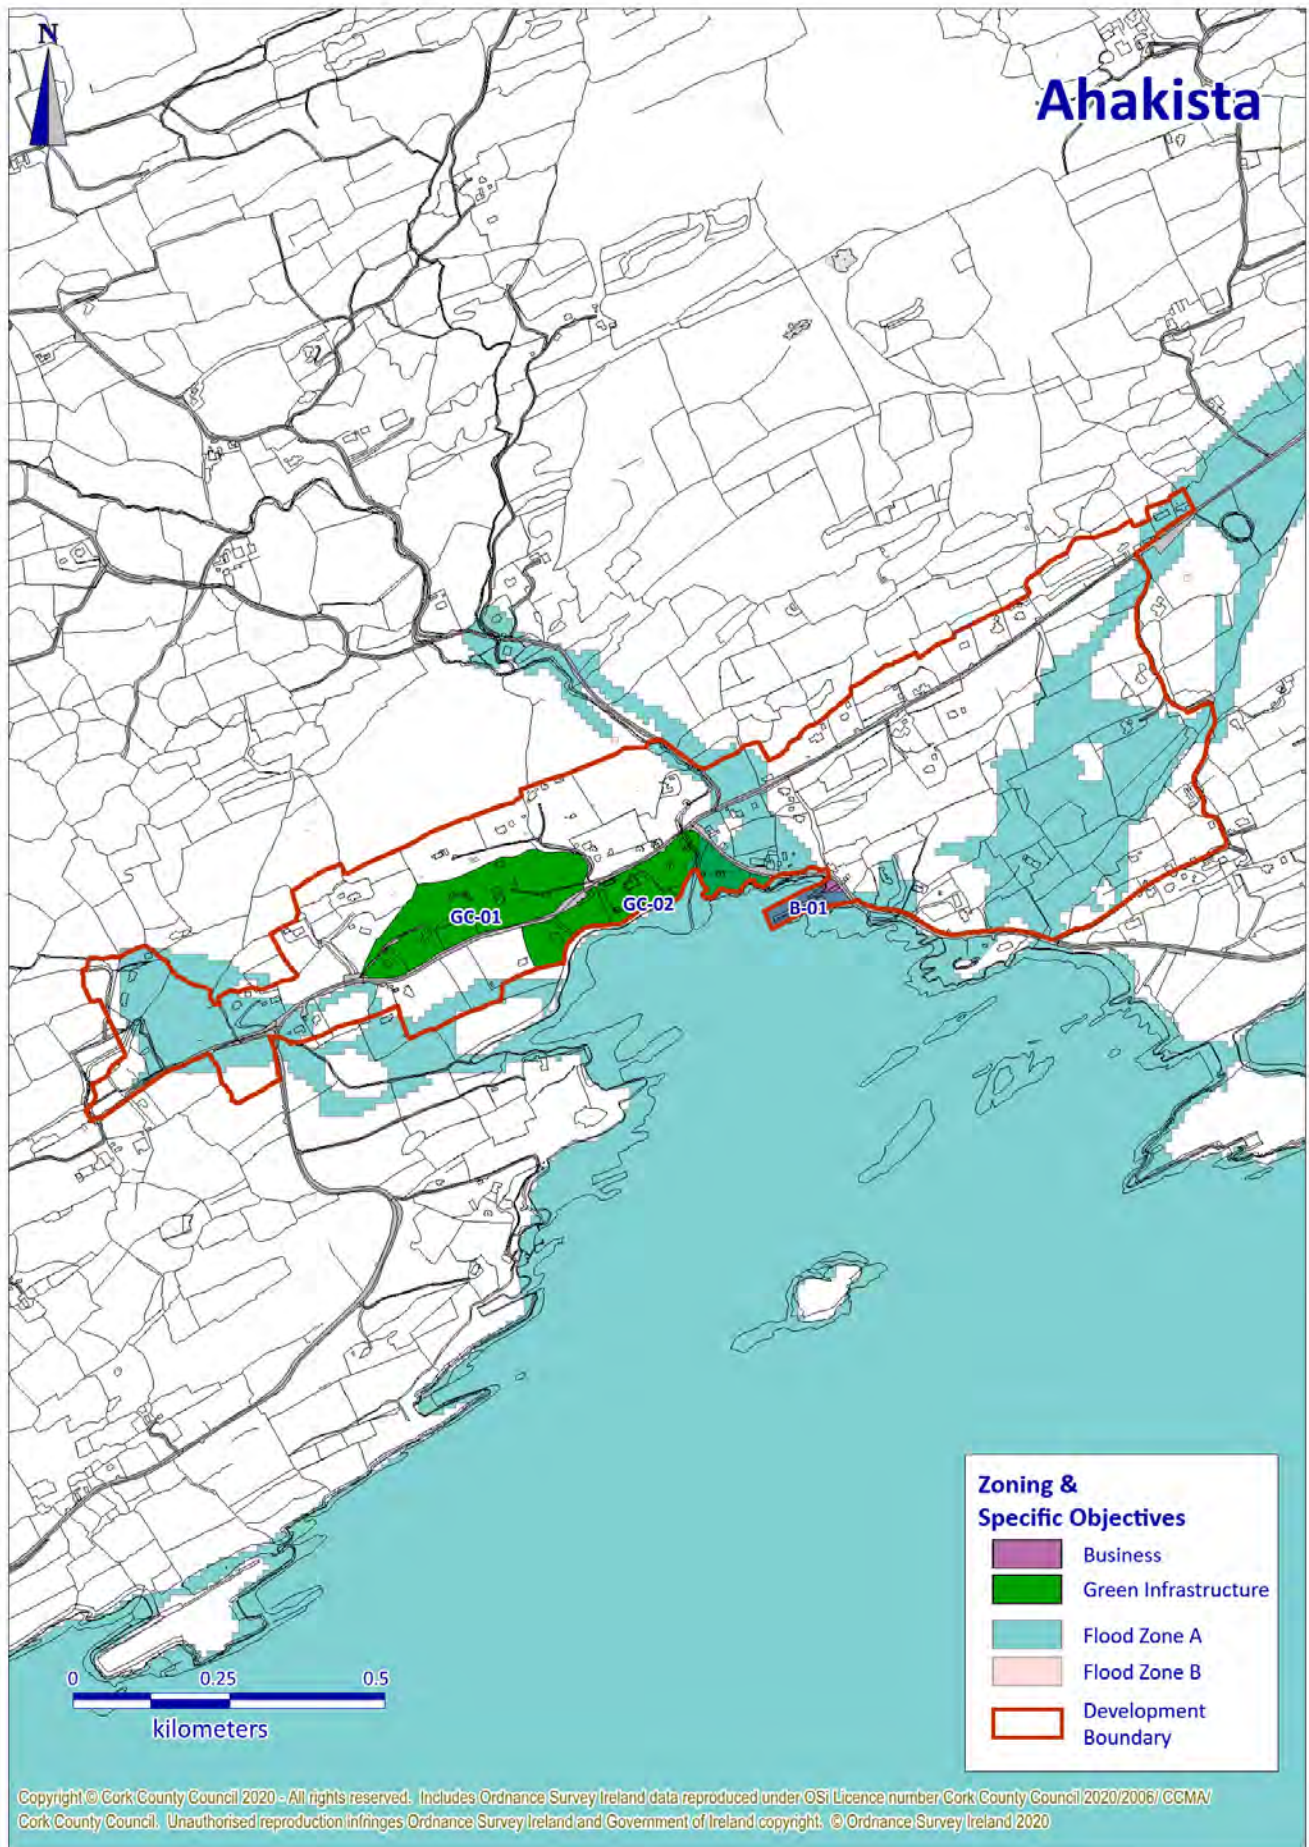 N
Ahakista
GC-01
GC-02
B-01
Zoning &
Specific Objectives
Business
Green Infrastructure
Flood Zone A
Flood Zone B
Development
Boundary
0 0.25 0.5
kilometers
Copyright © Cork County Council 2020 - All rights reserved. Includes Ordnance Survey Ireland data reproduced under OSi Licence number Cork County Council 2020/2006/ CCMA/
Cork County Council. Unauthorised reproduction infringes Ordnance Survey Ireland and Government of Ireland copyright. © Ordnance Survey Ireland 2020